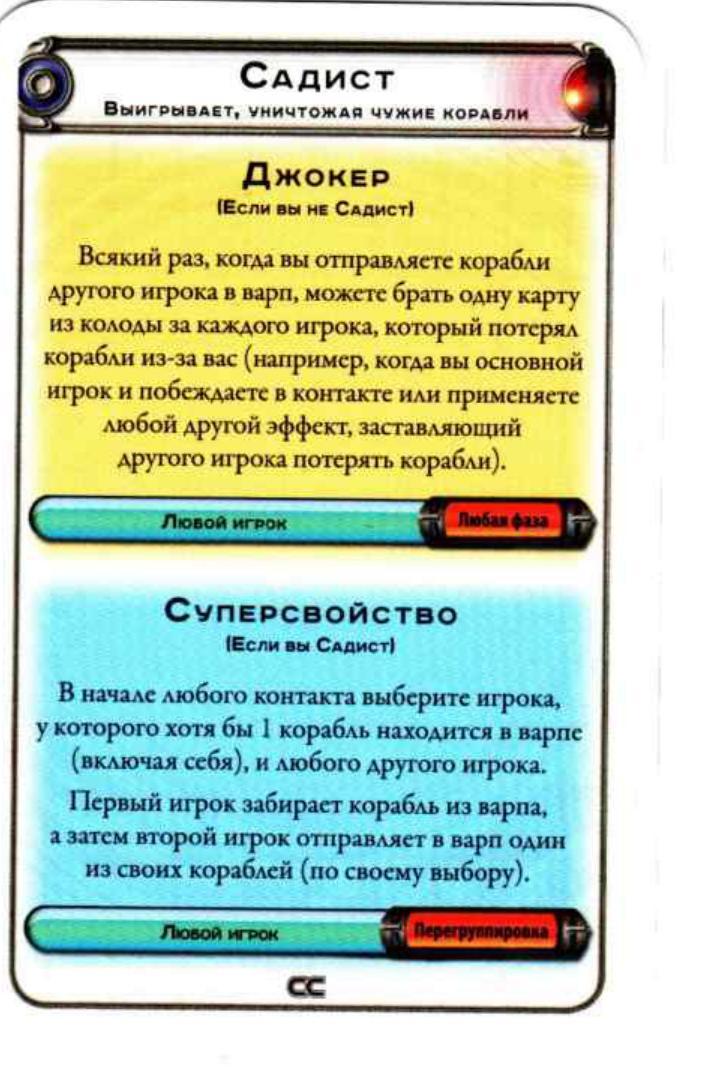 Садист
Выигрывает, уничтожая чужие корабли
Джокер
(Если вы не Садист)
Всякий раз, когда вы отправляете корабли
другого игрока в варп, можете брать одну карту
из колоды за каждого игрока, который потерял
корабли из-за вас (например, когда вы основной
игрок и побеждаете в контакте или применяете
любой другой эффект, заставляющий
другого игрока потерять корабли).
Любой игрок
Любая фаза
Суперсвойство
(Если вы Садист)
В начале любого контакта выберите игрока,
у которого хотя бы 1 корабль находится в варпе
(включая себя), и любого другого игрока.
Первый игрок забирает корабль из варпа,
а затем второй игрок отправляет в варп один
из своих кораблей (по своему выбору).
Любой игрок
Перегруппировка
CC